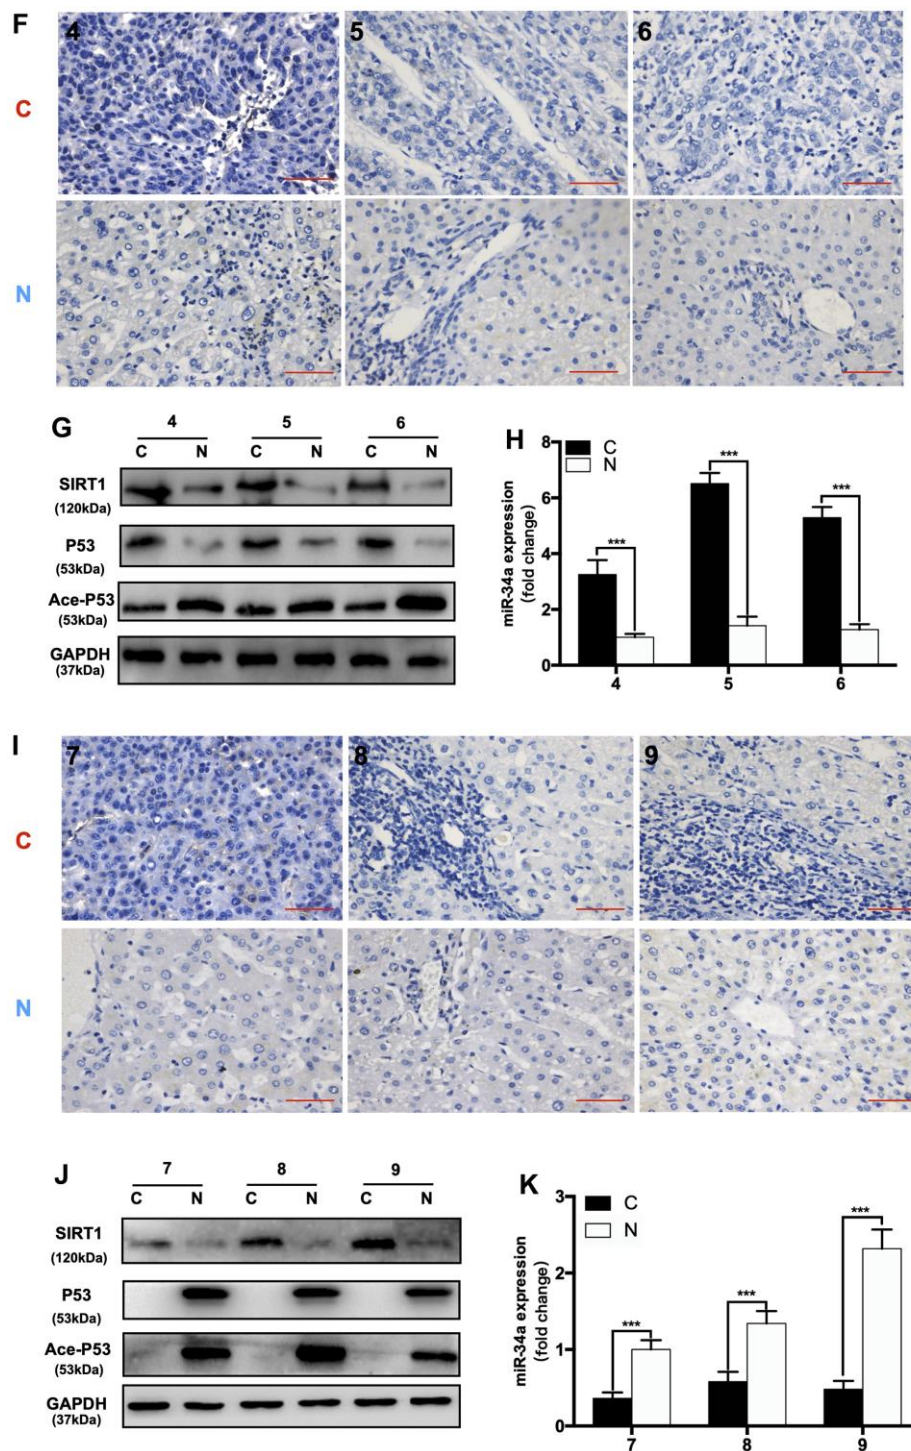 F
4 5 6
C
N
G
4 5 6
C N C N C N
SIRT1
(120kDa)
P53
(53kDa)
Ace-P53
(53kDa)
GAPDH
(37kDa)
H
C
N
miR-34a expression
(fold change)
8
6
4
2
0
*** *** ***
4 5 6
I
7 8 9
C
N
J
7 8 9
C N C N C N
SIRT1
(120kDa)
P53
(53kDa)
Ace-P53
(53kDa)
GAPDH
(37kDa)
K
C
N
miR-34a expression
(fold change)
3
2
1
0
*** *** ***
7 8 9